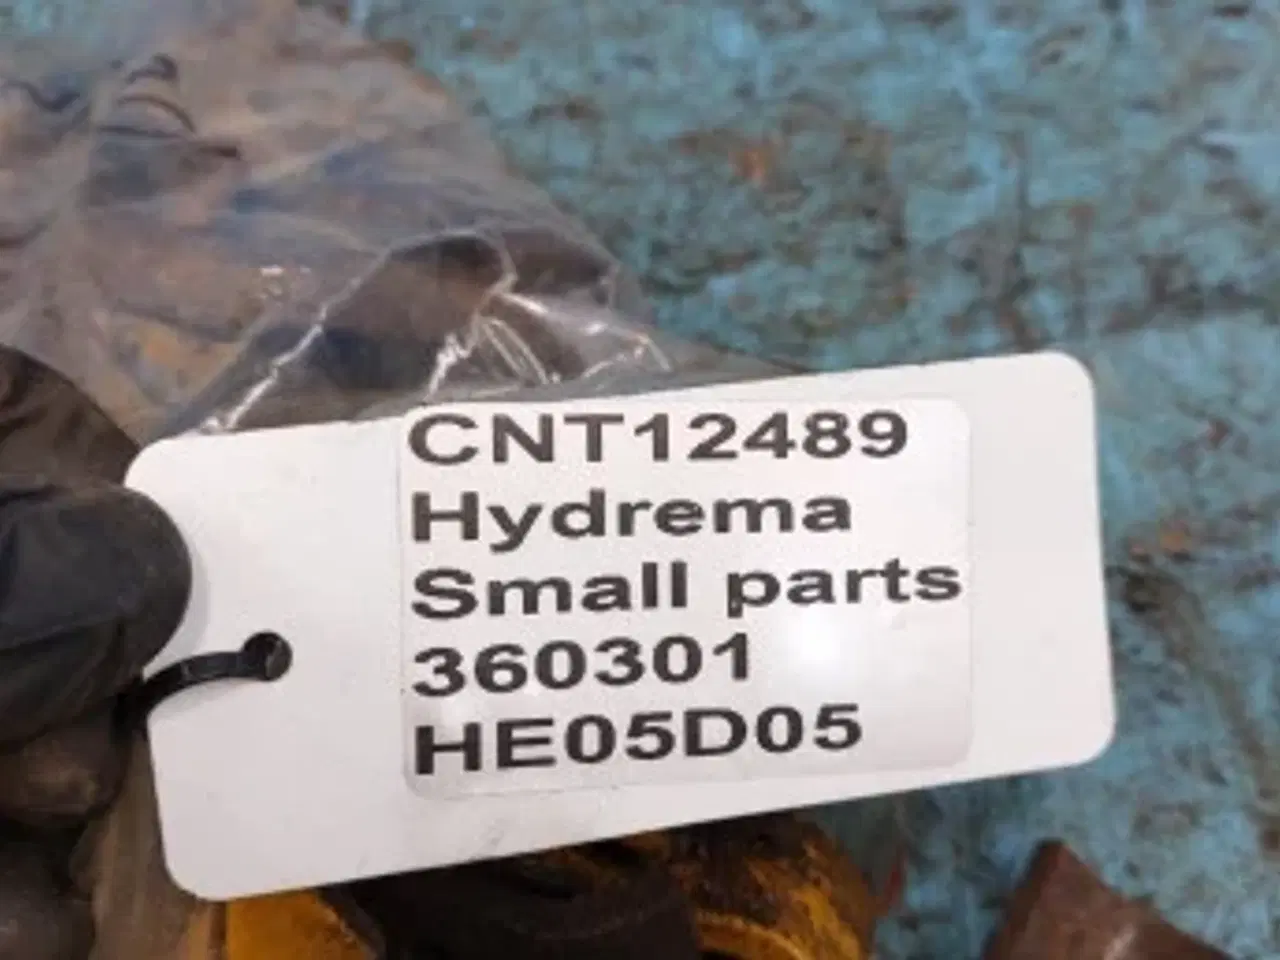 CNT12489
Hydrema
Small parts
360301
HE05D05